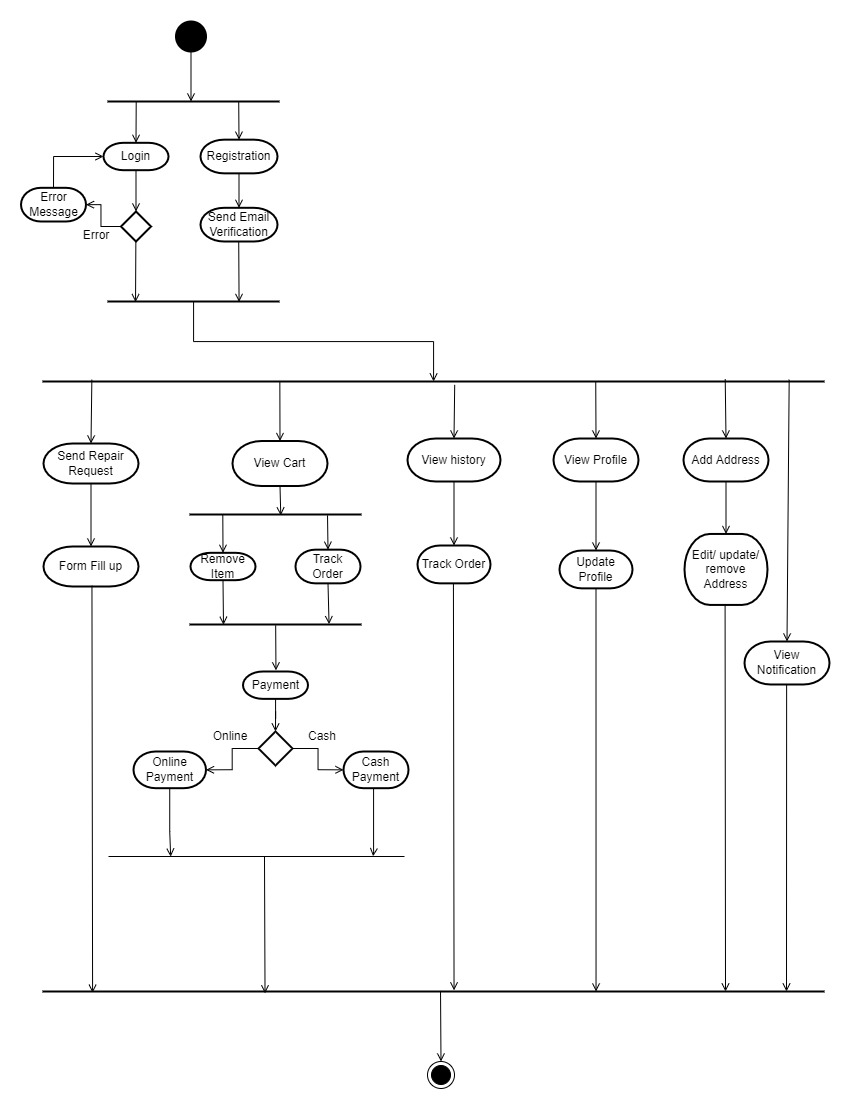 Login
Registration
Error
Message
Send Email
Verification
Error
Send Repair
Request
View Cart
View history
View Profile
Add Address
Form Fill up
Remove
Item
Track
Order
Track Order
Update
Profile
Edit/ update/
remove
Address
View
Notification
Payment
Online
Cash
Online
Payment
Cash
Payment